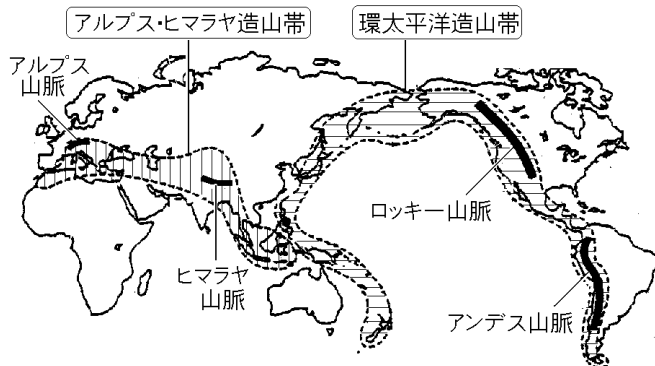 アルプス・ヒマラヤ造山帯
環太平洋造山帯
アルプス
山脈
ロッキー山脈
ヒマラヤ
山脈
アンデス山脈